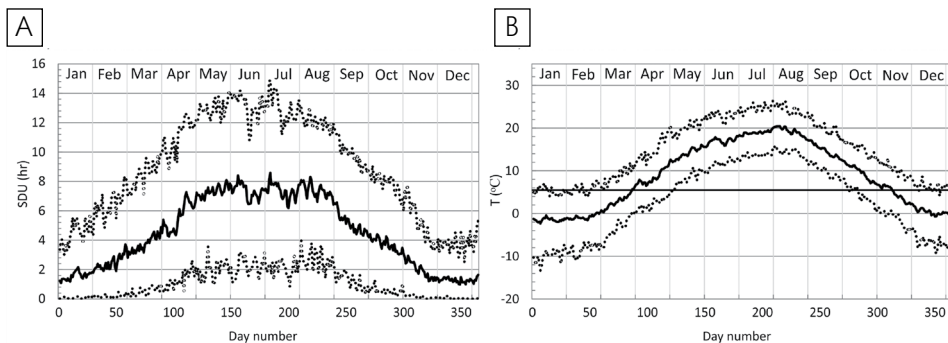 A
B
SDU (hr)
16
14
12
10
8
6
4
2
0
Jan Feb Mar Apr May Jun Jul Aug Sep Oct Nov Dec
0 50 100 150 200 250 300 350
Day number
T (ºC)
30
20
10
0
-10
-20
Jan Feb Mar Apr May Jun Jul Aug Sep Oct Nov Dec
0 50 100 150 200 250 300 350
Day number